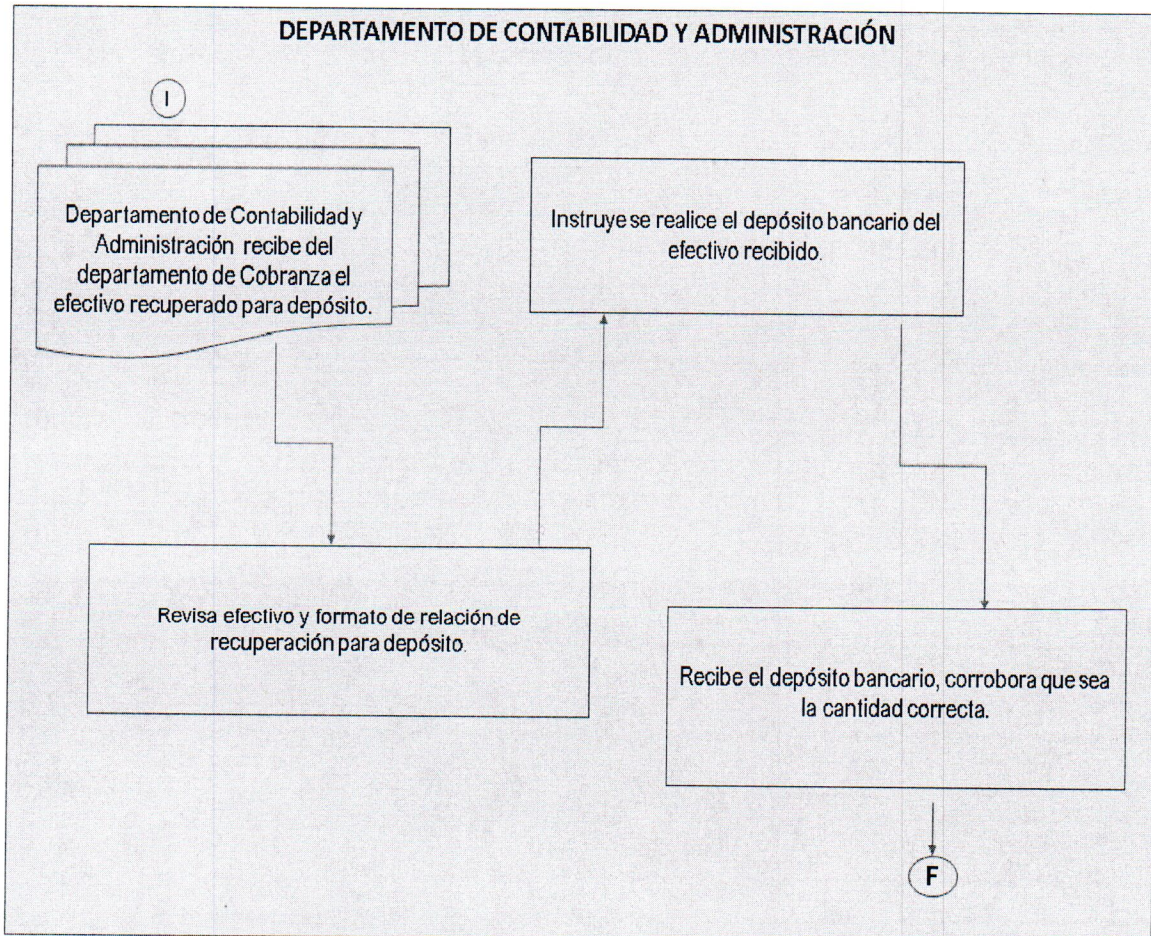 DEPARTAMENTO DE CONTABILIDAD Y ADMINISTRACIÓN
I
Departamento de Contabilidad y
Administración recibe del
departamento de Cobranza el
efectivo recuperado para depósito.
Revisa efectivo y formato de relación de
recuperación para depósito.
Instruye se realice el depósito bancario del
efectivo recibido.
Recibe el depósito bancario, corrobora que sea
la cantidad correcta.
F